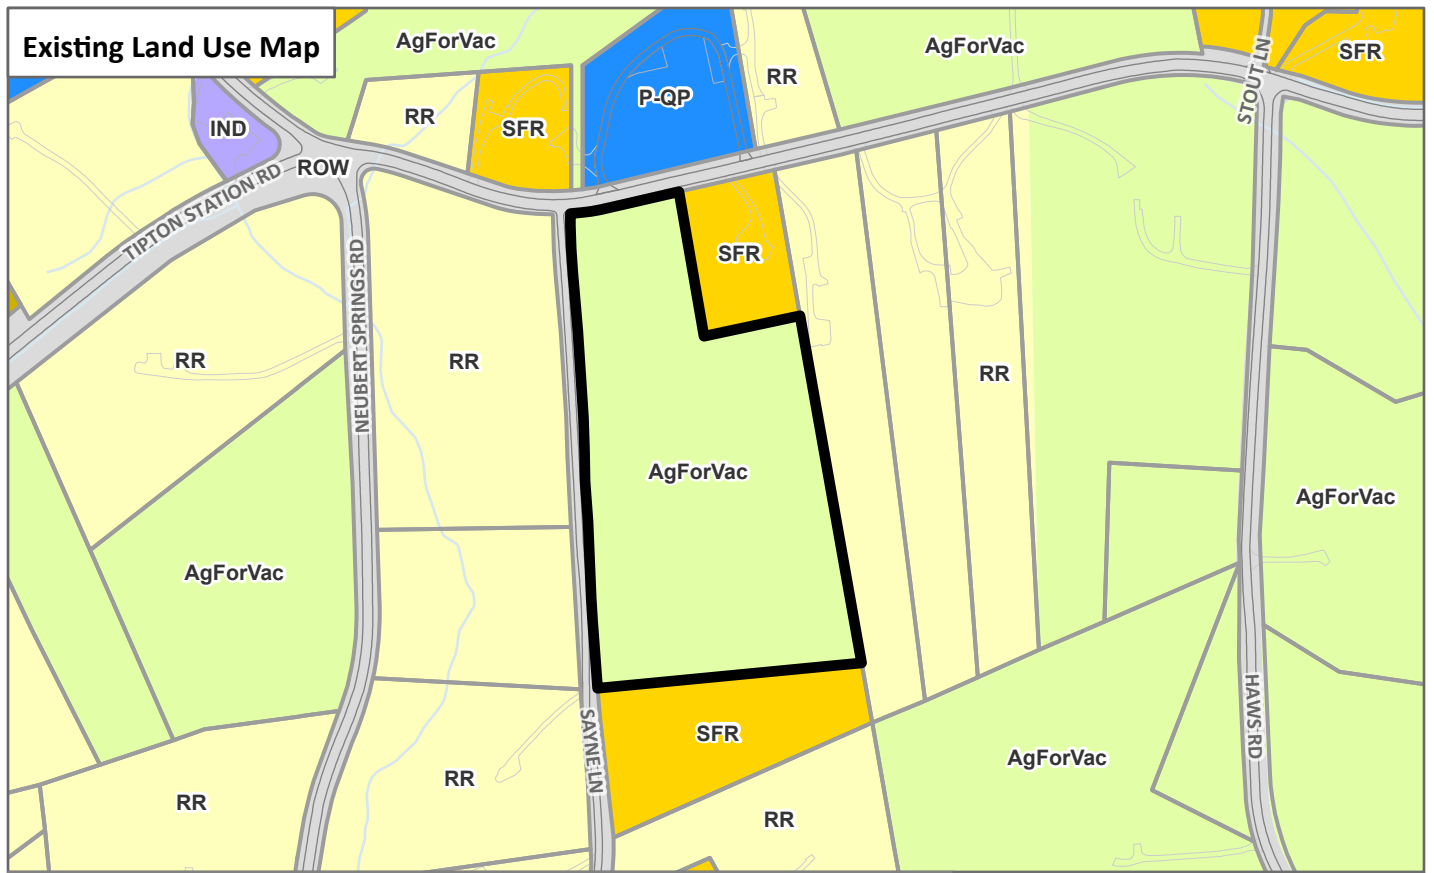 Existing Land Use Map
AgForVac
AgForVac
SFR
RR
P-QP
RR
SFR
IND
STOUT LN
ROW
TIPTON STATION RD
SFR
NEUBERT SPRINGS RD
RR
RR
RR
AgForVac
AgForVac
AgForVac
HAWS RD
SAYNE LN
SFR
AgForVac
RR
RR
RR